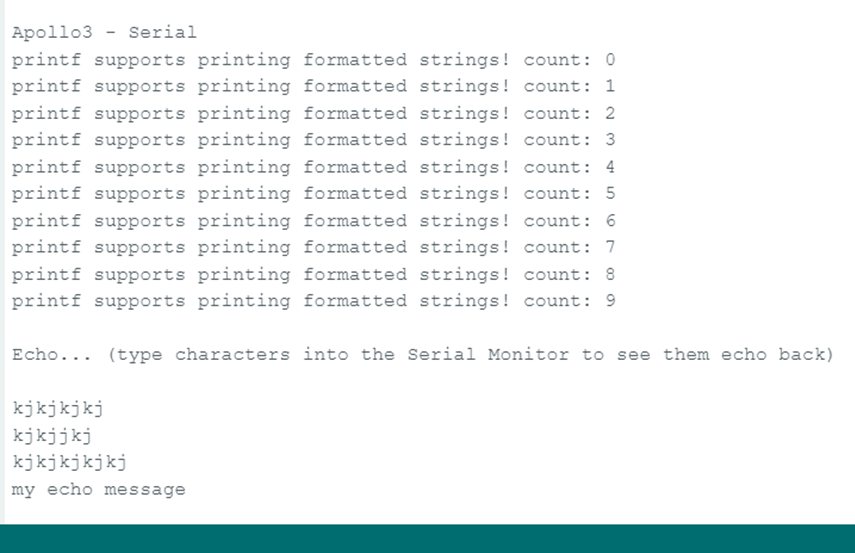 Apollo3 - Serial
printf supports printing formatted strings! count: 0
printf supports printing formatted strings! count: 1
printf supports printing formatted strings! count: 2
printf supports printing formatted strings! count: 3
printf supports printing formatted strings! count: 4
printf supports printing formatted strings! count: 5
printf supports printing formatted strings! count: 6
printf supports printing formatted strings! count: 7
printf supports printing formatted strings! count: 8
printf supports printing formatted strings! count: 9
Echo... (type characters into the Serial Monitor to see them echo back)
kjkjkjkj
kjkjjkj
kjkjkjkjkj
my echo message